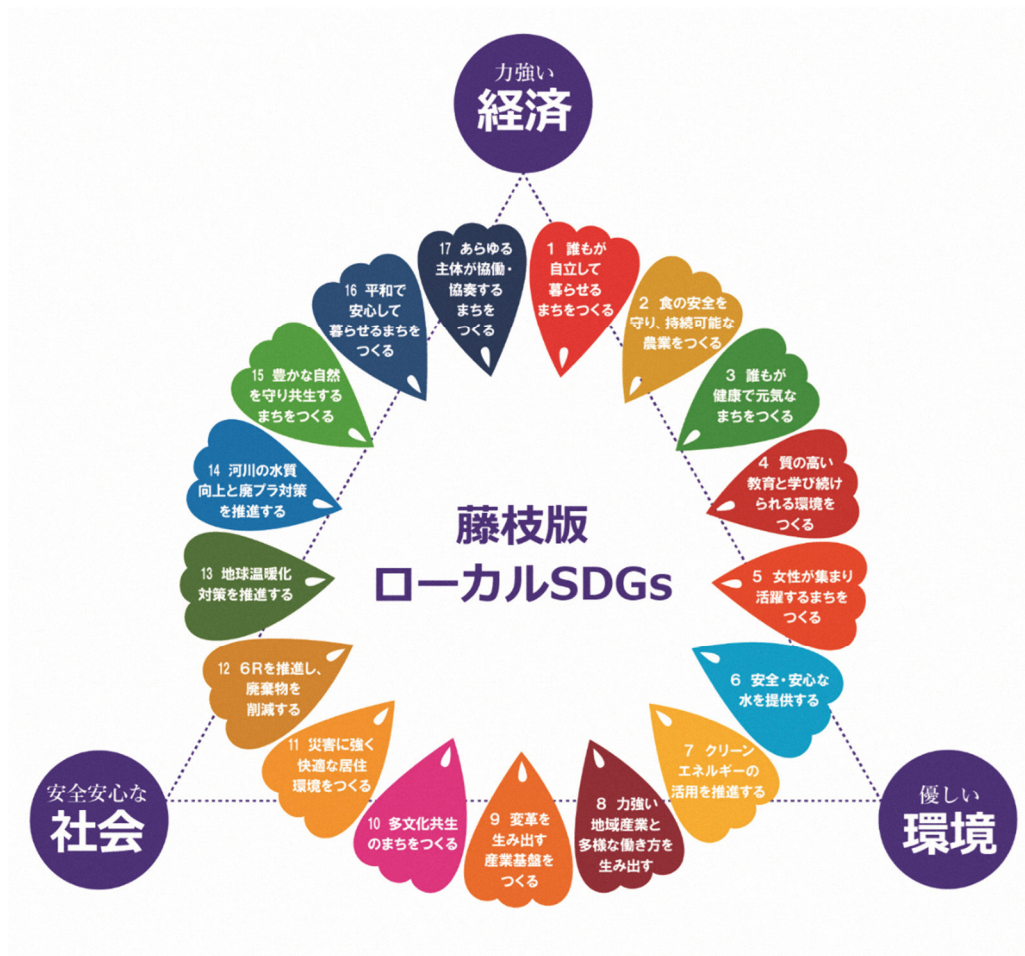 力強い
経済
1 誰もが
自立して
暮らせる
まちをつくる
2 食の安全を
守り、持続可能な
農業をつくる
3 誰もが
健康で元気な
まちをつくる
4 質の高い
教育と学び続け
られる環境を
つくる
5 女性が集まり
活躍するまちを
つくる
6 安全・安心な
水を提供する
7 クリーン
エネルギーの
活用を推進する
8 力強い
地域産業と
多様な働き方を
生み出す
9 変革を
生み出す
産業基盤を
つくる
10 多文化共生
のまちをつくる
11 災害に強く
快適な居住
環境をつくる
12 6Rを推進し、
廃棄物を
削減する
13 地球温暖化
対策を推進する
14 河川の水質
向上と廃プラ対策
を推進する
15 豊かな自然
を守り共生する
まちをつくる
16 平和で
安心して
暮らせるまちを
つくる
17 あらゆる
主体が協働・
協奏する
まちを
つくる
藤枝版
ローカルSDGs
安全安心な
社会
優しい
環境